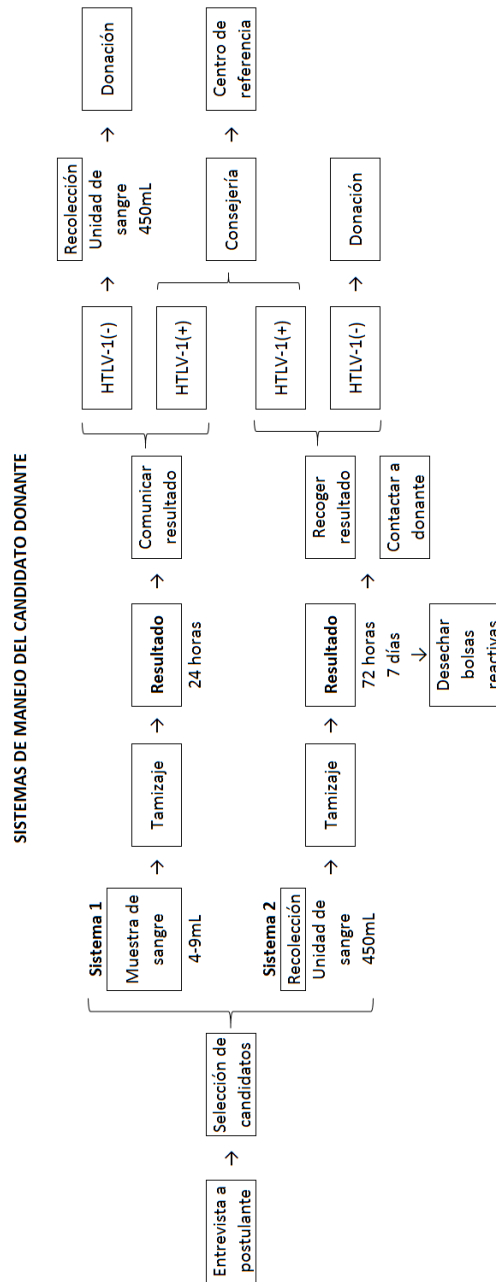 SISTEMAS DE MANEJO DEL CANDIDATO DONANTE
Entrevista a
postulante
→
Selección de
candidatos
Sistema 1
Muestra de
sangre
4-9mL
→
Tamizaje
→
Resultado
24 horas
→
Comunicar
resultado
HTLV-1(-)
→
Recolección
Unidad de
sangre
450mL
→
Donación
HTLV-1(+)
Sistema 2
Recolección
Unidad de
sangre
450mL
→
Tamizaje
→
Resultado
72 horas
7 días
↓
Desechar
bolsas
reactivas
→
Recoger
resultado
Contactar a
donante
HTLV-1(+)
Consejería
→
Centro de
referencia
HTLV-1(-)
→
Donación